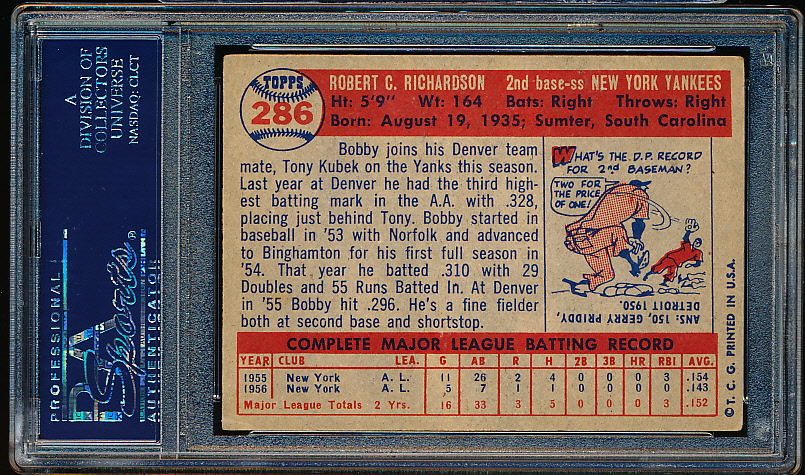 A
DIVISION OF
COLLECTORS
UNIVERSE
NASDAQ: CLCT
PROFESSIONAL
PSA
Sports®
AUTHENTICATOR
TOPPS
286
ROBERT C. RICHARDSON 2nd base-ss NEW YORK YANKEES
Ht: 5'9" Wt: 164 Bats: Right Throws: Right
Born: August 19, 1935; Sumter, South Carolina
Bobby joins his Denver team
mate, Tony Kubek on the Yanks this season.
Last year at Denver he had the third high-
est batting mark in the A.A. with .328,
placing just behind Tony. Bobby started in
baseball in '53 with Norfolk and advanced
to Binghamton for his first full season in
'54. That year he batted .310 with 29
Doubles and 55 Runs Batted In. At Denver
in '55 Bobby hit .296. He's a fine fielder
both at second base and shortstop.
WHAT'S THE D.P. RECORD
FOR 2nd BASEMAN?
TWO FOR
THE PRICE
OF ONE!
ANS: 150, GERRY PRIDDY,
DETROIT 1950.
COMPLETE MAJOR LEAGUE BATTING RECORD
YEAR CLUB LEA. G AB R H 2B 3B HR RBI AVG.
1955 New York A. L. 11 26 2 4 0 0 0 3 .154
1956 New York A. L. 5 7 1 1 0 0 0 0 .143
Major League Totals 2 Yrs. 16 33 3 5 0 0 0 3 .152
© T. C. G. PRINTED IN U.S.A.